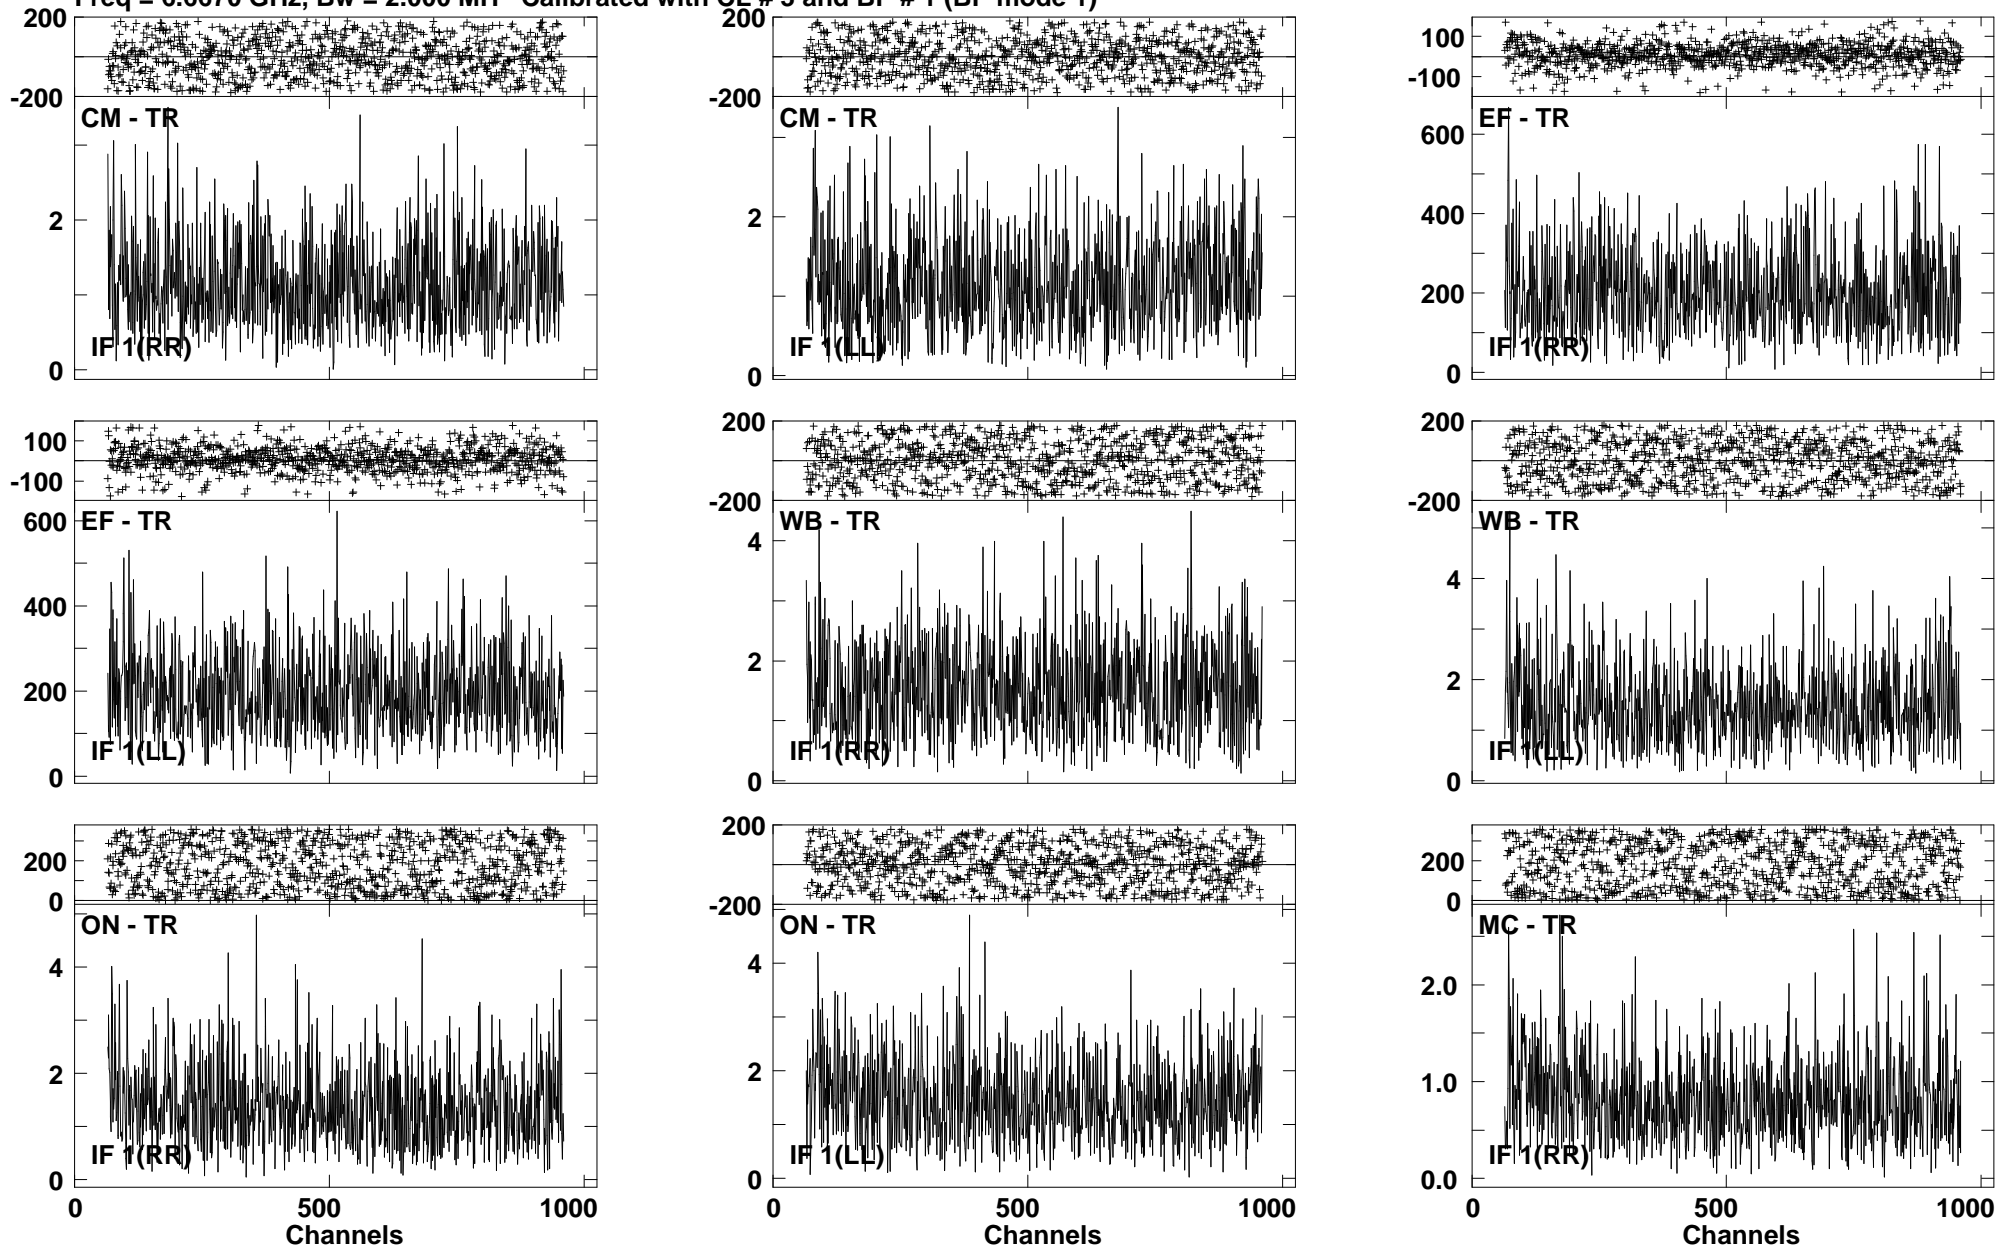 Freq = 6.6670 GHz, Bw = 2.000 MH Calibrated with CL # 3 and BP # 1 (BP mode 1)
200
-200
CM - TR
2
0
IF 1(RR)
200
-200
CM - TR
2
0
IF 1(LL)
100
-100
EF - TR
600
400
200
0
IF 1(RR)
100
-100
EF - TR
600
400
200
0
IF 1(LL)
200
-200
WB - TR
4
2
0
IF 1(RR)
200
-200
WB - TR
4
2
0
IF 1(LL)
200
0
ON - TR
4
2
0
IF 1(RR)
0 500 1000
Channels
200
-200
ON - TR
4
2
0
IF 1(LL)
0 500 1000
Channels
200
0
MC - TR
2.0
1.0
0.0
IF 1(RR)
0 500 1000
Channels